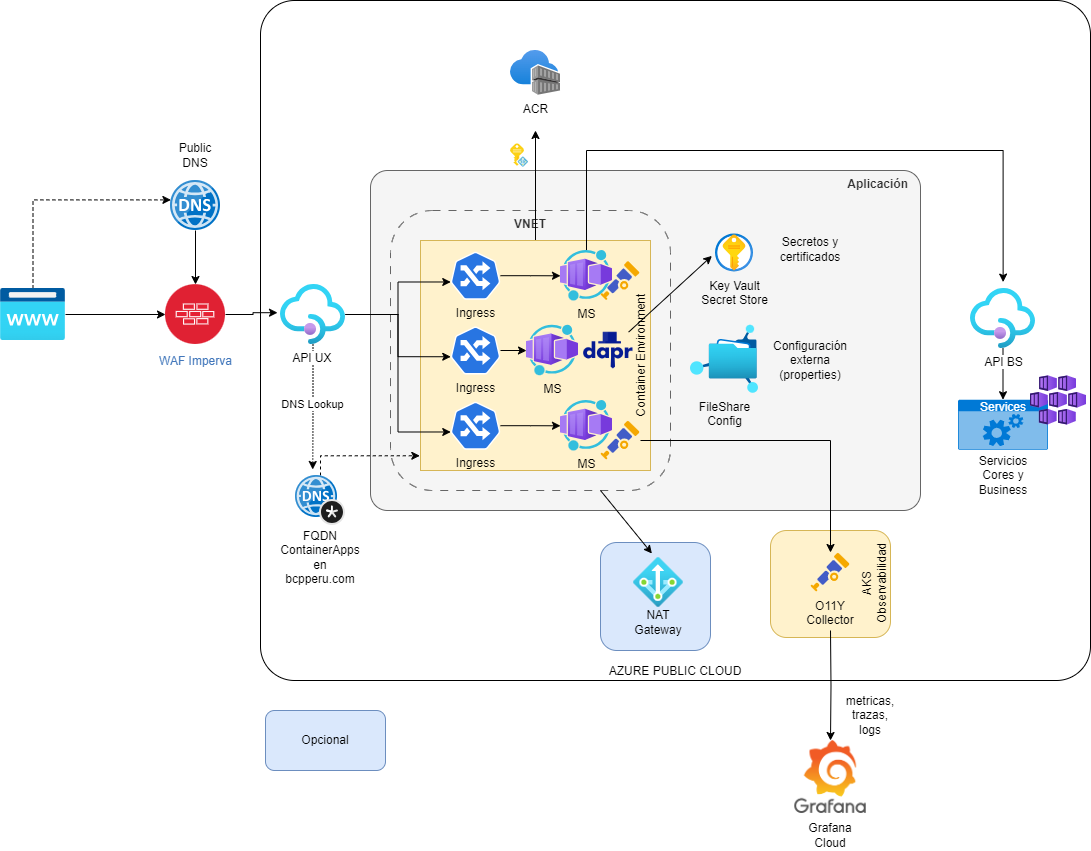 ACR
Public
DNS
DNS
Aplicación
VNET
WWW
WAF Imperva
API UX
DNS Lookup
Ingress
MS
Ingress
MS
dapr
Ingress
MS
Container Environment
Key Vault
Secret Store
Secretos y
certificados
FileShare
Config
Configuración
externa
(properties)
API BS
Services
Servicios
Cores y
Business
DNS
*
FQDN
ContainerApps
en
bcpperu.com
NAT
Gateway
O11Y
Collector
AKS
Observabilidad
AZURE PUBLIC CLOUD
Opcional
metricas,
trazas,
logs
Grafana
Grafana
Cloud